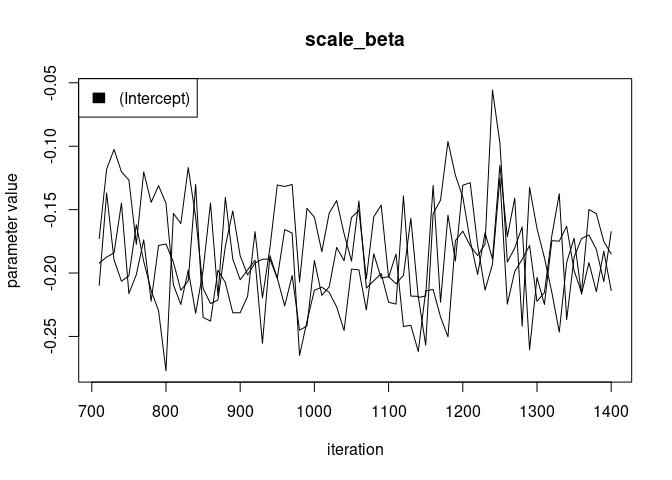 scale_beta
(Intercept)
parameter value
-0.05
-0.10
-0.15
-0.20
-0.25
700 800 900 1000 1100 1200 1300 1400
iteration